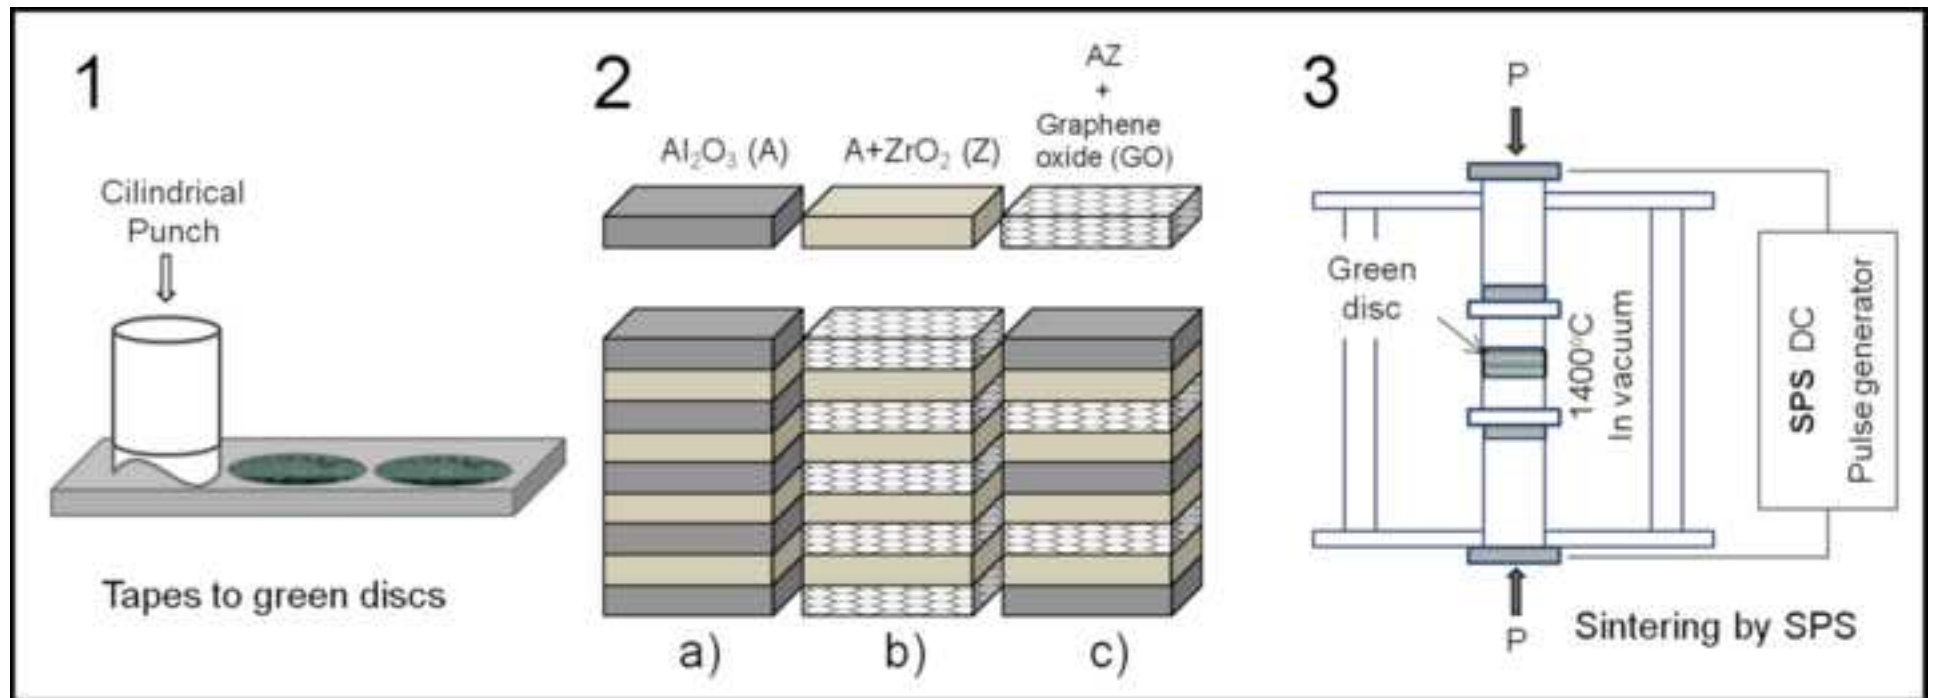 1
Cilindrical
Punch
Tapes to green discs
2
Al₂O₃ (A)
A+ZrO₂ (Z)
AZ
+
Graphene
oxide (GO)
a)
b)
c)
3
P
Green
disc
1400°C
In vacuum
SPS DC
Pulse generator
P
Sintering by SPS